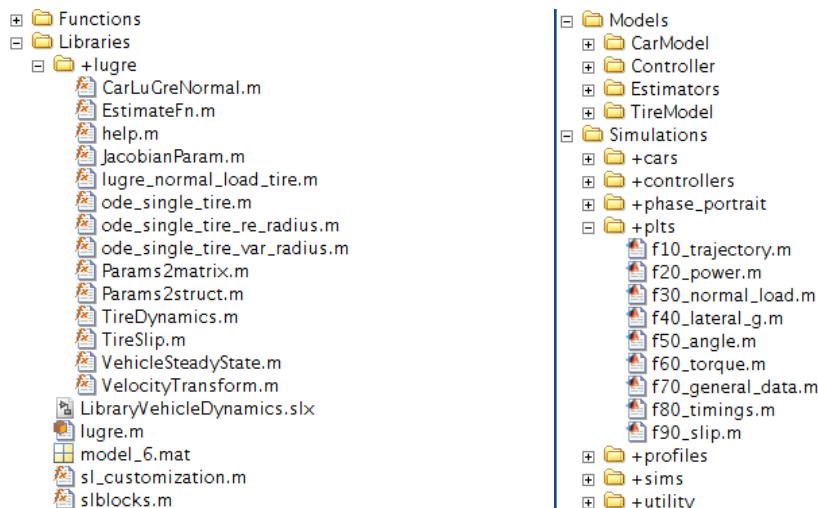 Functions
Libraries
+lugre
CarLuGreNormal.m
EstimateFn.m
help.m
JacobianParam.m
lugre_normal_load_tire.m
ode_single_tire.m
ode_single_tire_re_radius.m
ode_single_tire_var_radius.m
Params2matrix.m
Params2struct.m
TireDynamics.m
TireSlip.m
VehicleSteadyState.m
VelocityTransform.m
LibraryVehicleDynamics.slx
lugre.m
model_6.mat
sl_customization.m
slblocks.m
Models
CarModel
Controller
Estimators
TireModel
Simulations
+cars
+controllers
+phase_portrait
+plts
f10_trajectory.m
f20_power.m
f30_normal_load.m
f40_lateral_g.m
f50_angle.m
f60_torque.m
f70_general_data.m
f80_timings.m
f90_slip.m
+profiles
+sims
+utility